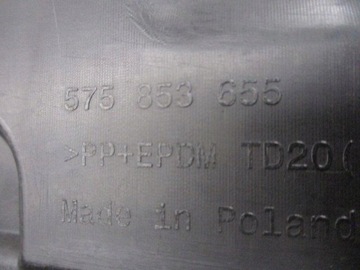 575 853 655
>PP+EPDM TD20(
Made in Poland